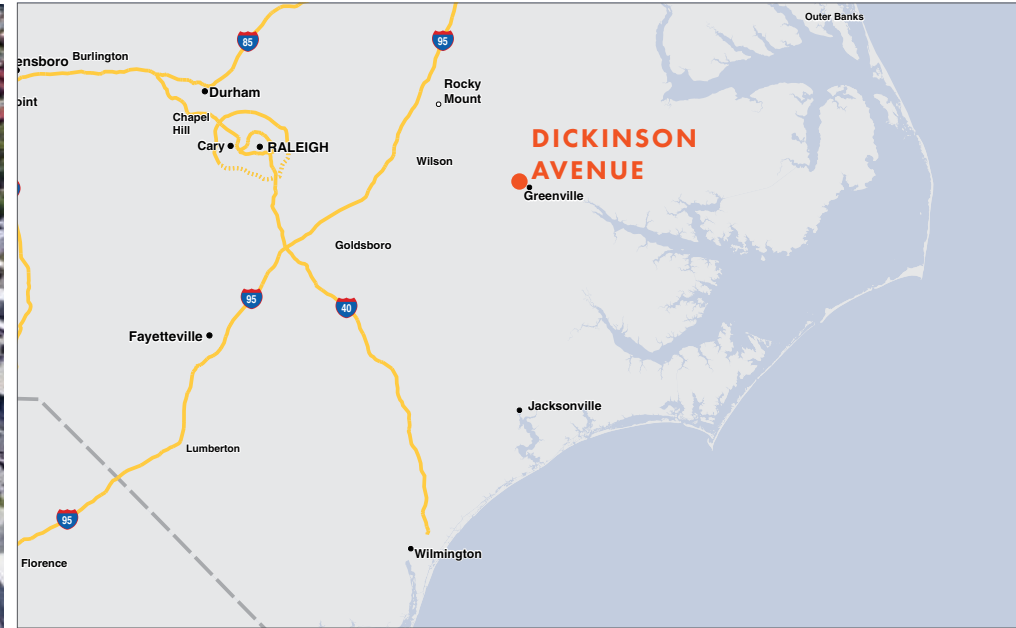 Outer Banks
85
95
Burlington
ensboro
Rocky
Mount
Durham
oint
Chapel
Hill
DICKINSON
AVENUE
Cary
RALEIGH
Wilson
Greenville
Goldsboro
95
40
Fayetteville
Jacksonville
Lumberton
95
Wilmington
Florence